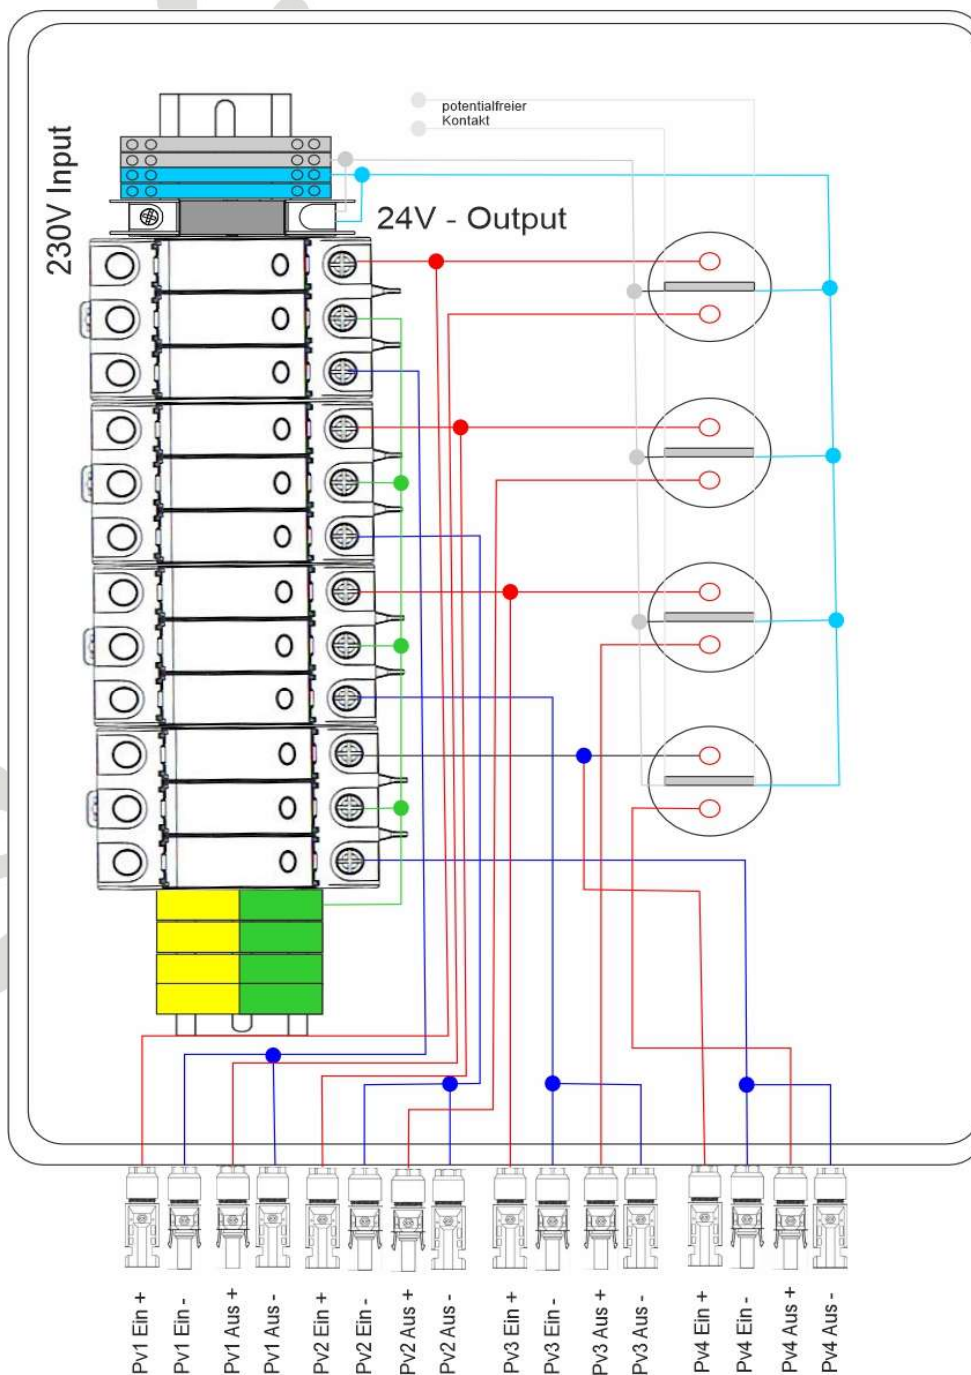 potentialfreier
Kontakt
230V Input
24V - Output
Pv1 Ein +
Pv1 Ein -
Pv1 Aus +
Pv1 Aus -
Pv2 Ein +
Pv2 Ein -
Pv2 Aus +
Pv2 Aus -
Pv3 Ein +
Pv3 Ein -
Pv3 Aus +
Pv3 Aus -
Pv4 Ein +
Pv4 Ein -
Pv4 Aus +
Pv4 Aus -